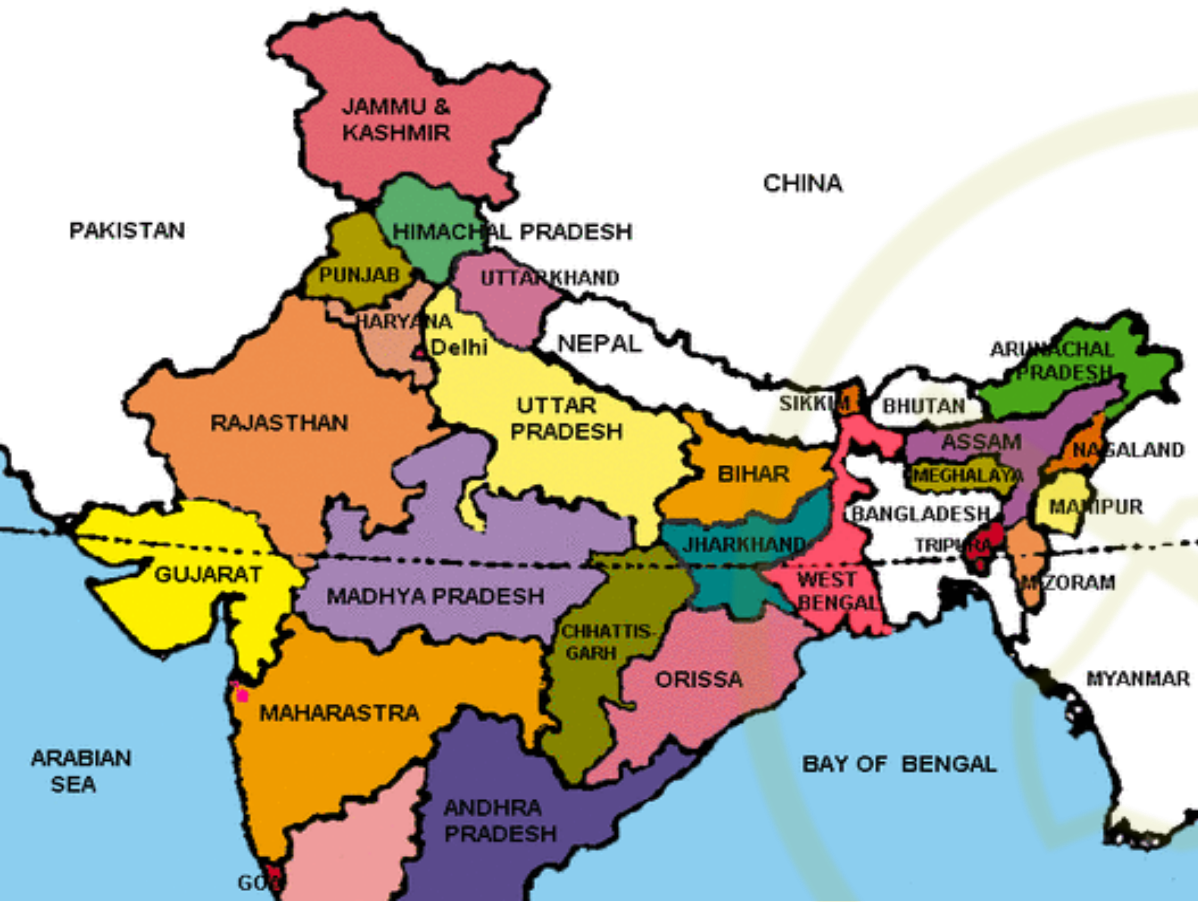 JAMMU &
KASHMIR
CHINA
PAKISTAN
HIMACHAL PRADESH
PUNJAB
UTTARKHAND
HARYANA
Delhi
NEPAL
ARUNACHAL
PRADESH
SIKKIM
BHUTAN
RAJASTHAN
UTTAR
PRADESH
ASSAM
NAGALAND
BIHAR
MEGHALAYA
MANIPUR
BANGLADESH
JHARKHAND
TRIPURA
GUJARAT
MADHYA PRADESH
WEST
BENGAL
MIZORAM
CHHATTIS-
GARH
ORISSA
MYANMAR
MAHARASTRA
ARABIAN
SEA
BAY OF BENGAL
ANDHRA
PRADESH
GOA